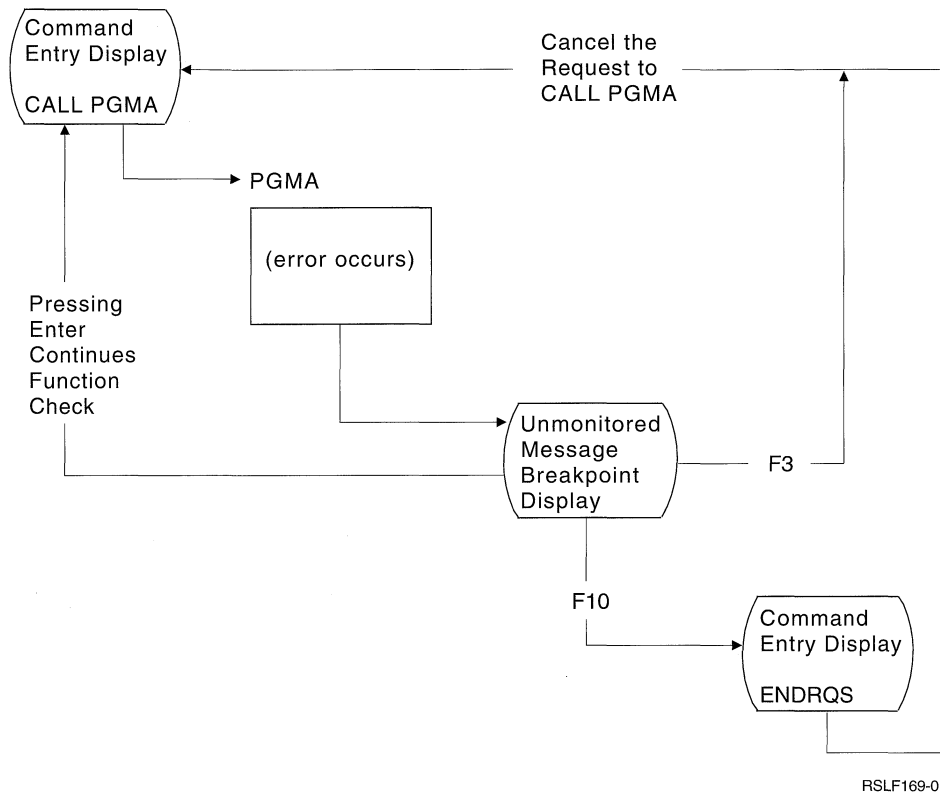 Command
Entry Display
CALL PGMA
Cancel the
Request to
CALL PGMA
PGMA
(error occurs)
Pressing
Enter
Continues
Function
Check
Unmonitored
Message
Breakpoint
Display
F3
F10
Command
Entry Display
ENDRQS
RSLF169-0